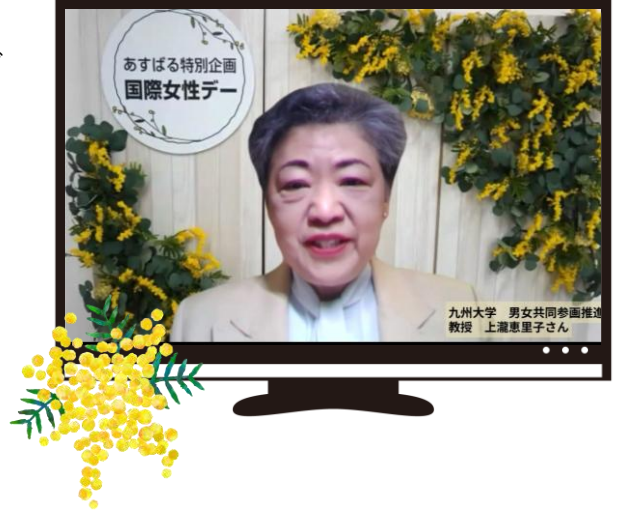 、
あすばる特別企画
国際女性デー
九州大学　男女共同参画推進
教授　上瀧恵里子さん